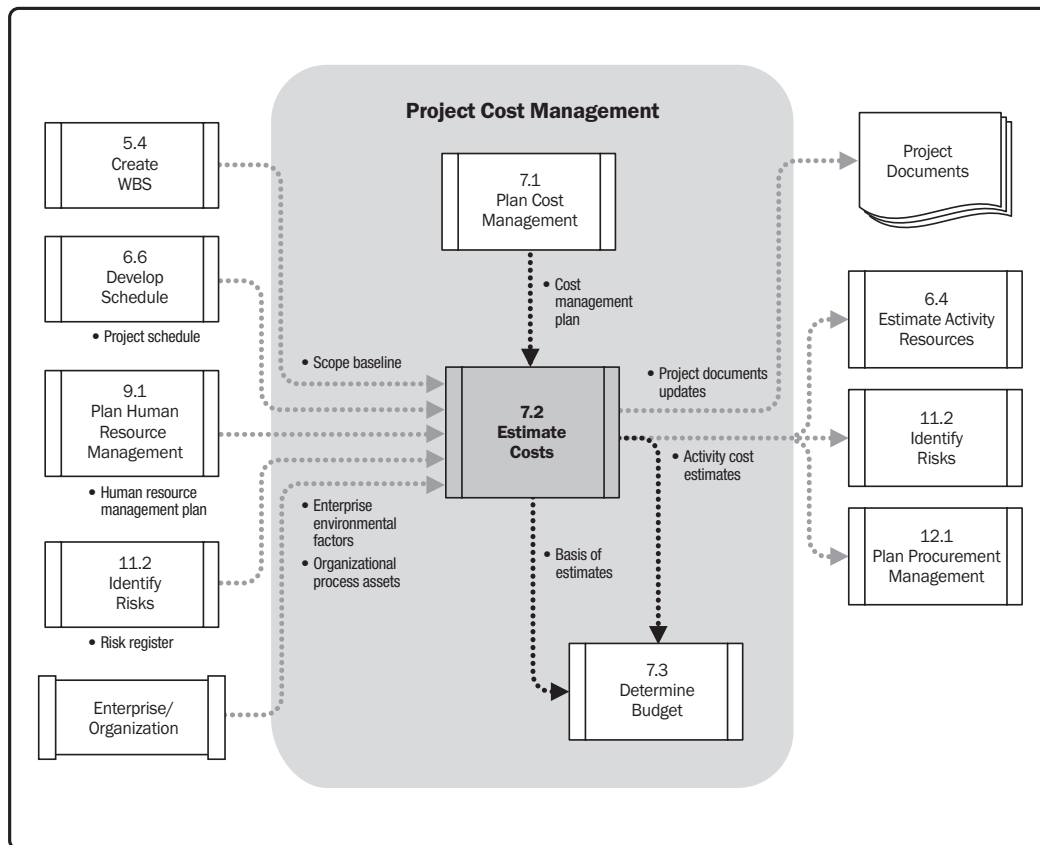 Project Cost Management
5.4
Create
WBS
6.6
Develop
Schedule
• Project schedule
9.1
Plan Human
Resource
Management
• Human resource
management plan
11.2
Identify
Risks
• Risk register
Enterprise/
Organization
7.1
Plan Cost
Management
• Cost
management
plan
• Scope baseline
7.2
Estimate
Costs
• Enterprise
environmental
factors
• Organizational
process assets
• Project documents
updates
• Activity cost
estimates
• Basis of
estimates
7.3
Determine
Budget
Project
Documents
6.4
Estimate Activity
Resources
11.2
Identify
Risks
12.1
Plan Procurement
Management